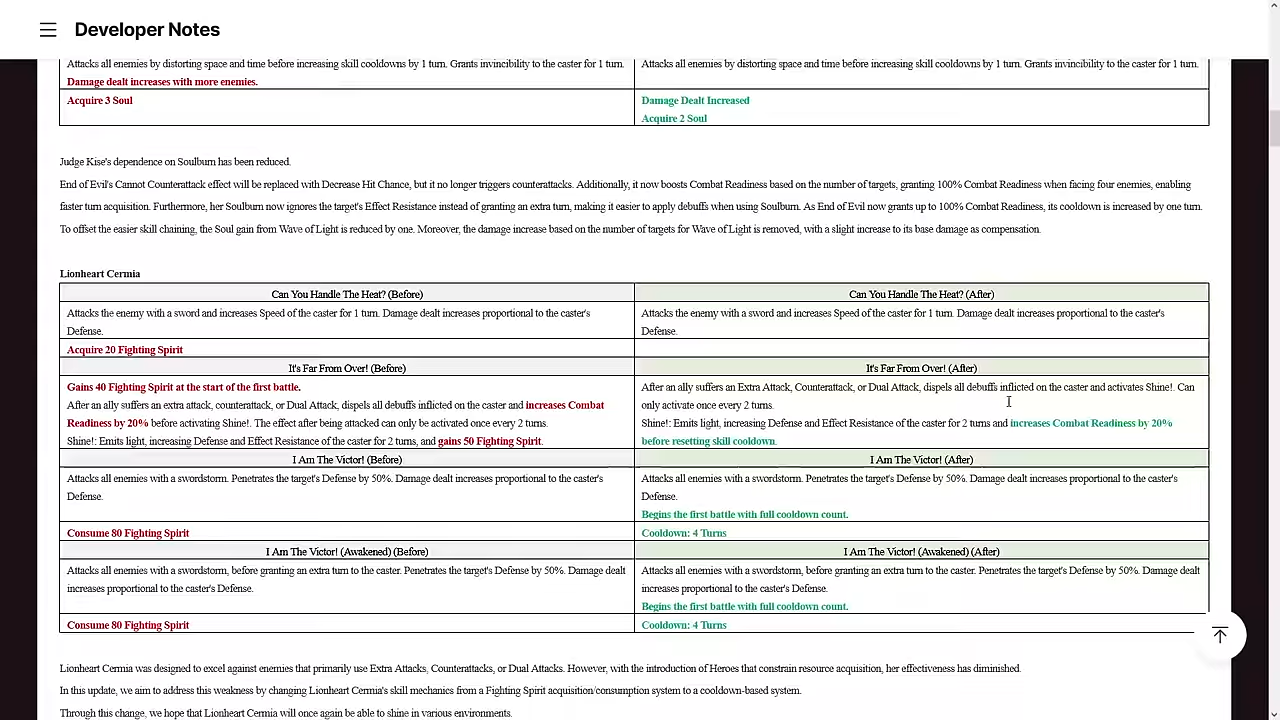 Developer Notes
Attacks all enemies by distorting space and time before increasing skill cooldowns by 1 turn. Grants invincibility to the caster for 1 turn.
Damage dealt increases with more enemies.
Attacks all enemies by distorting space and time before increasing skill cooldowns by 1 turn. Grants invincibility to the caster for 1 turn.
Acquire 3 Soul
Damage Dealt Increased
Acquire 2 Soul
Judge Kise's dependence on Soulburn has been reduced.
End of Evil's Cannot Counterattack effect will be replaced with Decrease Hit Chance, but it no longer triggers counterattacks. Additionally, it now boosts Combat Readiness based on the number of targets, granting 100% Combat Readiness when facing four enemies, enabling
faster turn acquisition. Furthermore, her Soulburn now ignores the target's Effect Resistance instead of granting an extra turn, making it easier to apply debuffs when using Soulburn. As End of Evil now grants up to 100% Combat Readiness, its cooldown is increased by one turn.
To offset the easier skill chaining, the Soul gain from Wave of Light is reduced by one. Moreover, the damage increase based on the number of targets for Wave of Light is removed, with a slight increase to its base damage as compensation.
Lionheart Cermia
Can You Handle The Heat? (Before)
Can You Handle The Heat? (After)
Attacks the enemy with a sword and increases Speed of the caster for 1 turn. Damage dealt increases proportional to the caster's
Defense.
Attacks the enemy with a sword and increases Speed of the caster for 1 turn. Damage dealt increases proportional to the caster's
Defense.
Acquire 20 Fighting Spirit
It's Far From Over! (Before)
It's Far From Over! (After)
Gains 40 Fighting Spirit at the start of the first battle.
After an ally suffers an extra attack, counterattack, or Dual Attack, dispels all debuffs inflicted on the caster and increases Combat
Readiness by 20% before activating Shine!. The effect after being attacked can only be activated once every 2 turns.
Shine!: Emits light, increasing Defense and Effect Resistance of the caster for 2 turns, and gains 50 Fighting Spirit.
After an ally suffers an Extra Attack, Counterattack, or Dual Attack, dispels all debuffs inflicted on the caster and activates Shine!. Can
only activate once every 2 turns.
Shine!: Emits light, increasing Defense and Effect Resistance of the caster for 2 turns and increases Combat Readiness by 20%
before resetting skill cooldown.
I Am The Victor! (Before)
I Am The Victor! (After)
Attacks all enemies with a swordstorm. Penetrates the target's Defense by 50%. Damage dealt increases proportional to the caster's
Defense.
Attacks all enemies with a swordstorm. Penetrates the target's Defense by 50%. Damage dealt increases proportional to the caster's
Defense.
Begins the first battle with full cooldown count.
Consume 80 Fighting Spirit
Cooldown: 4 Turns
I Am The Victor! (Awakened) (Before)
I Am The Victor! (Awakened) (After)
Attacks all enemies with a swordstorm, before granting an extra turn to the caster. Penetrates the target's Defense by 50%. Damage dealt
increases proportional to the caster's Defense.
Attacks all enemies with a swordstorm, before granting an extra turn to the caster. Penetrates the target's Defense by 50%. Damage dealt
increases proportional to the caster's Defense.
Begins the first battle with full cooldown count.
Consume 80 Fighting Spirit
Cooldown: 4 Turns
Lionheart Cermia was designed to excel against enemies that primarily use Extra Attacks, Counterattacks, or Dual Attacks. However, with the introduction of Heroes that constrain resource acquisition, her effectiveness has diminished.
In this update, we aim to address this weakness by changing Lionheart Cermia's skill mechanics from a Fighting Spirit acquisition/consumption system to a cooldown-based system.
Through this change, we hope that Lionheart Cermia will once again be able to shine in various environments.